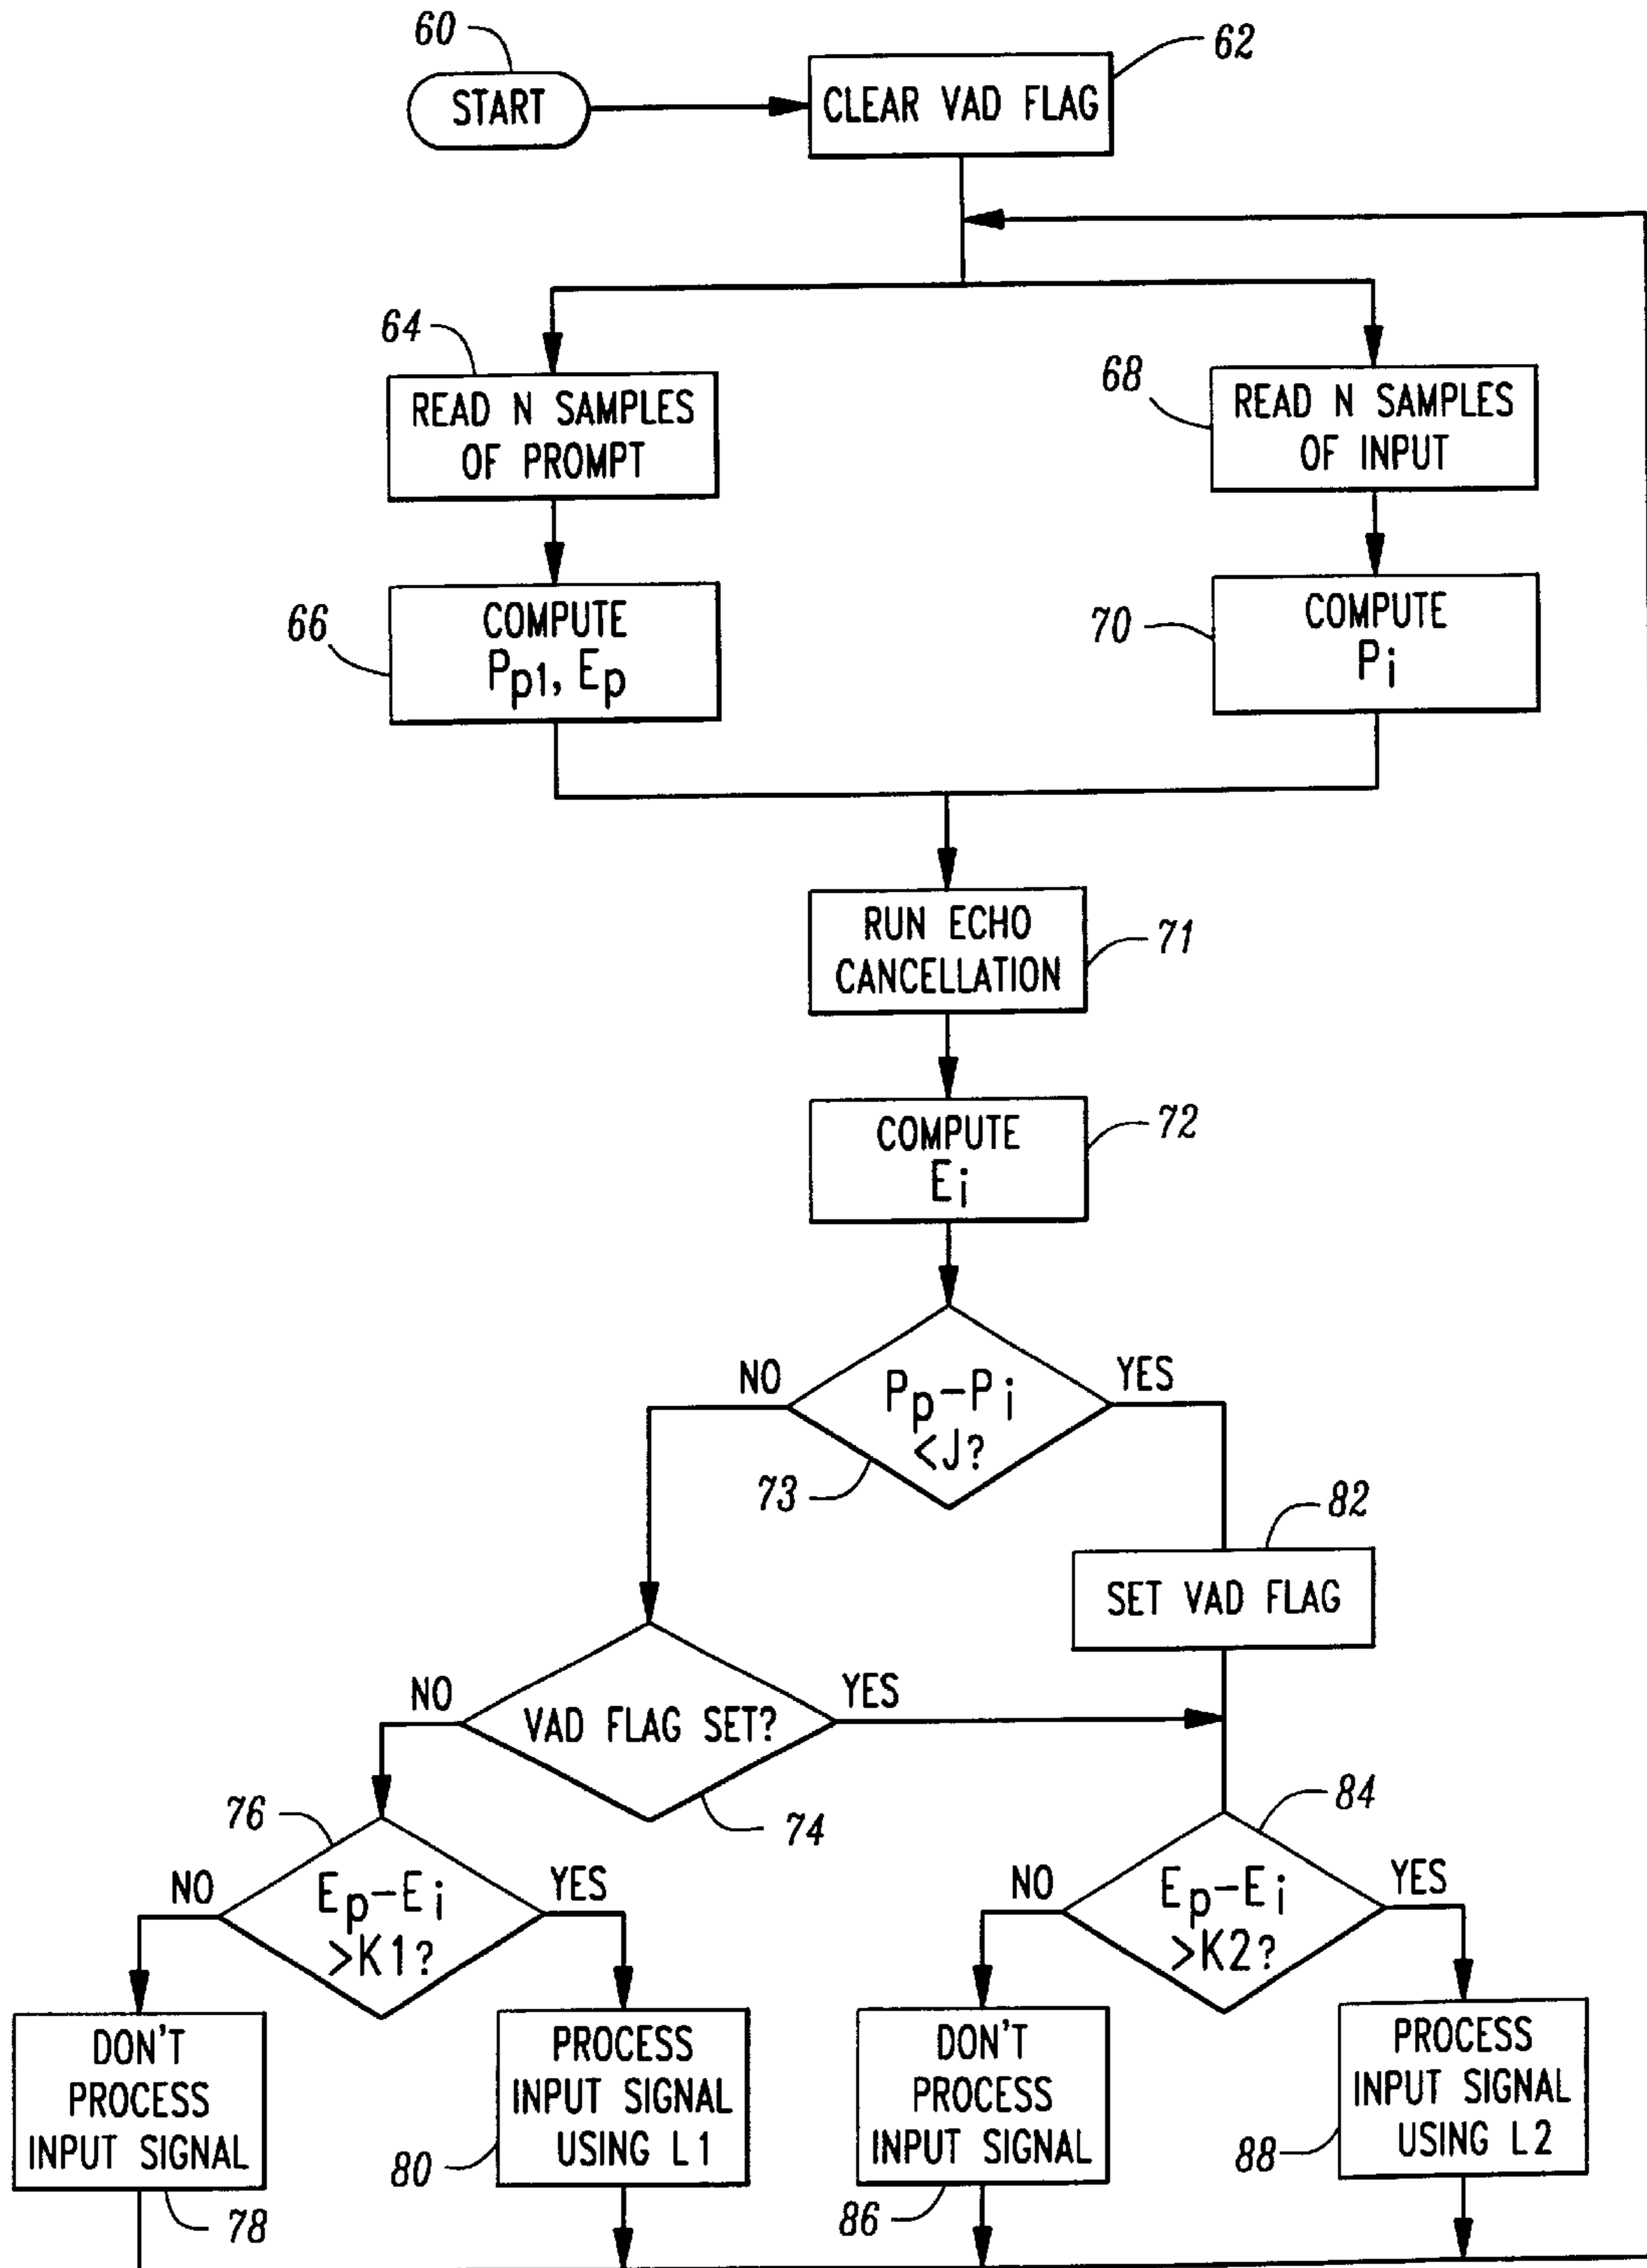 60
START
62
CLEAR VAD FLAG
64
READ N SAMPLES
OF PROMPT
68
READ N SAMPLES
OF INPUT
66
COMPUTE
Pp1, Ep
70
COMPUTE
Pi
RUN ECHO
CANCELLATION
71
COMPUTE
Ei
72
NO
Pp-Pi
<J?
YES
73
82
SET VAD FLAG
NO
VAD FLAG SET?
YES
74
76
NO
Ep-Ei
>K1?
YES
84
NO
Ep-Ei
>K2?
YES
DON'T
PROCESS
INPUT SIGNAL
78
PROCESS
INPUT SIGNAL
USING L1
80
DON'T
PROCESS
INPUT SIGNAL
86
PROCESS
INPUT SIGNAL
USING L2
88